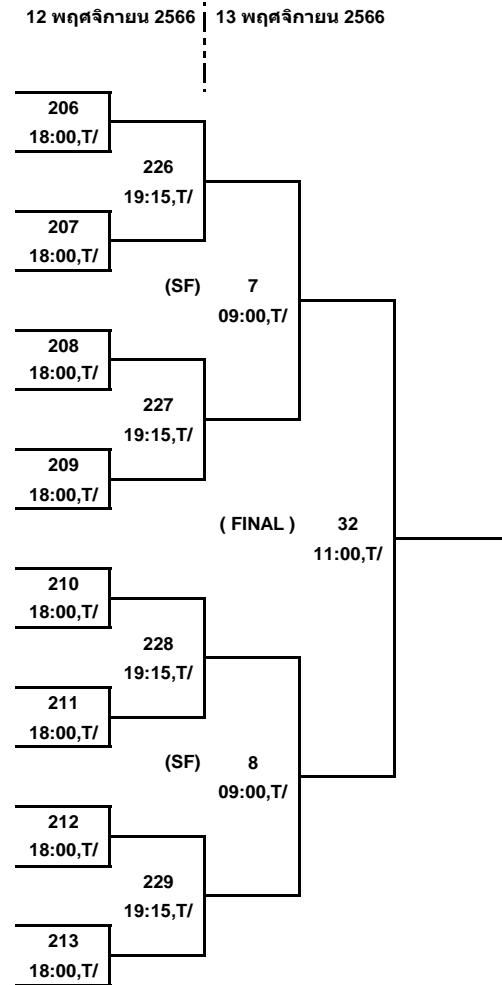 12 พฤศจิกายน 2566 13 พฤศจิกายน 2566
206
18:00,T/
226
19:15,T/
207
18:00,T/
(SF) 7
09:00,T/
208
18:00,T/
227
19:15,T/
209
18:00,T/
( FINAL ) 32
11:00,T/
210
18:00,T/
228
19:15,T/
211
18:00,T/
(SF) 8
09:00,T/
212
18:00,T/
229
19:15,T/
213
18:00,T/